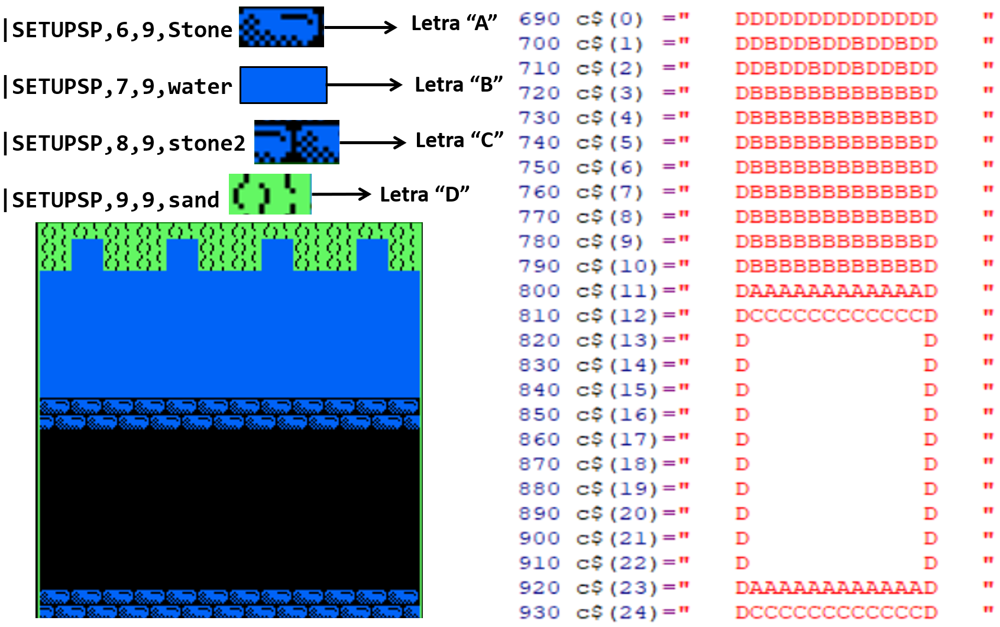 |SETUPSP,6,9,Stone Letra “A”
|SETUPSP,7,9,water Letra “B”
|SETUPSP,8,9,stone2 Letra “C”
|SETUPSP,9,9,sand Letra “D”
690 c$(0) ="   DDDDDDDDDDDDDD   "
700 c$(1) ="   DDBDDBDDBDDBDD   "
710 c$(2) ="   DDBDDBDDBDDBDD   "
720 c$(3) ="   DBBBBBBBBBBBBD   "
730 c$(4) ="   DBBBBBBBBBBBBD   "
740 c$(5) ="   DBBBBBBBBBBBBD   "
750 c$(6) ="   DBBBBBBBBBBBBD   "
760 c$(7) ="   DBBBBBBBBBBBBD   "
770 c$(8) ="   DBBBBBBBBBBBBD   "
780 c$(9) ="   DBBBBBBBBBBBBD   "
790 c$(10)="   DBBBBBBBBBBBBD   "
800 c$(11)="   DAAAAAAAAAAAAD   "
810 c$(12)="   DCCCCCCCCCCCCD   "
820 c$(13)="   D            D   "
830 c$(14)="   D            D   "
840 c$(15)="   D            D   "
850 c$(16)="   D            D   "
860 c$(17)="   D            D   "
870 c$(18)="   D            D   "
880 c$(19)="   D            D   "
890 c$(20)="   D            D   "
900 c$(21)="   D            D   "
910 c$(22)="   D            D   "
920 c$(23)="   DAAAAAAAAAAAAD   "
930 c$(24)="   DCCCCCCCCCCCCD   "